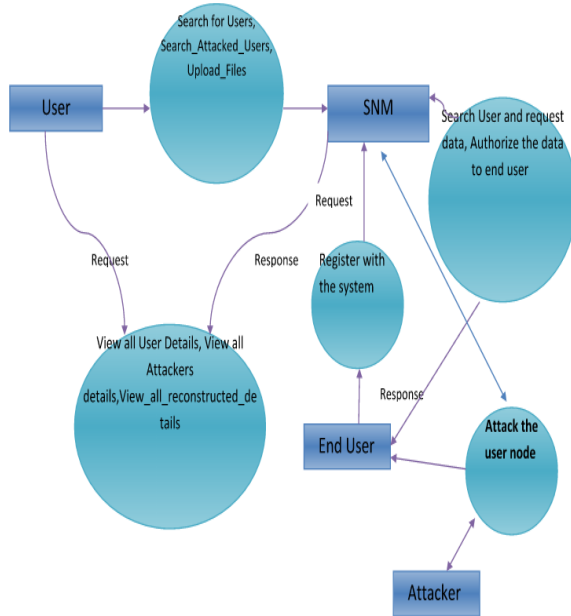 Search for Users,
Search_Attacked_Users,
Upload_Files
User
SNM
Search User and request
data, Authorize the data
to end user
Request
Request
Response
Register with
the system
View all User Details, View all
Attackers
details,View_all_reconstructed_de
tails
Response
End User
Attack the
user node
Attacker